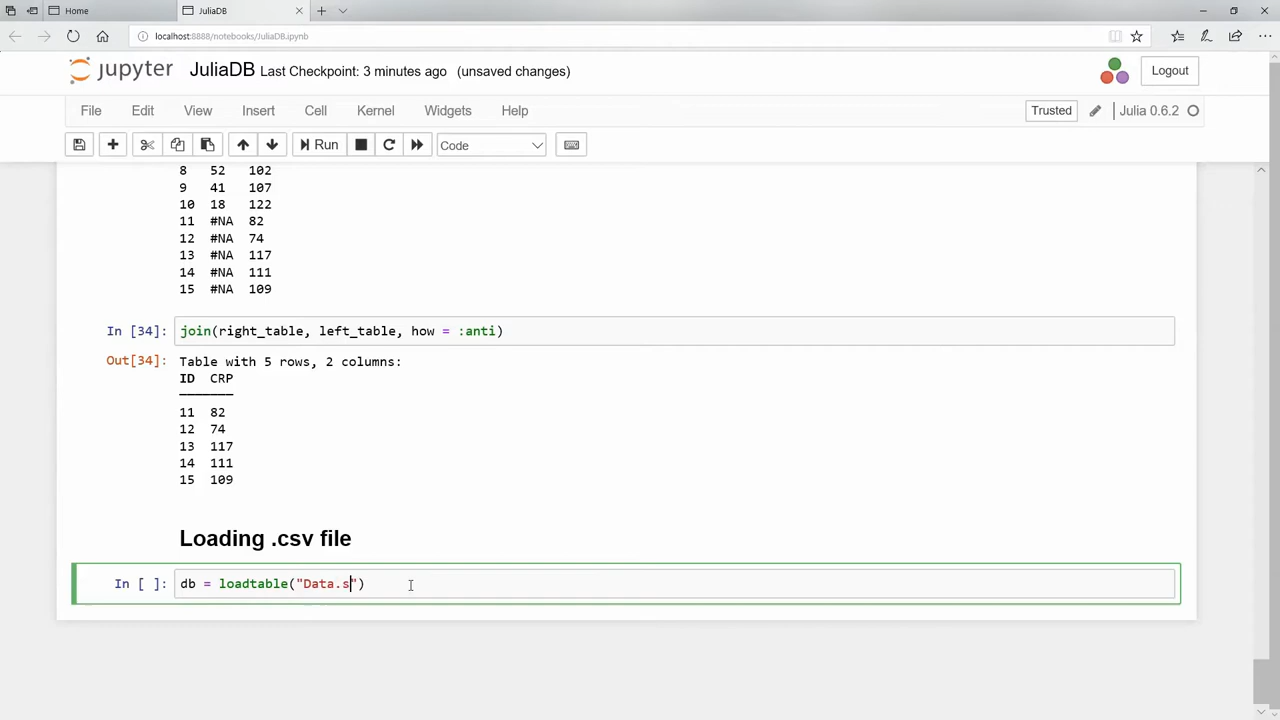 Home
JuliaDB
localhost:8888/notebooks/JuliaDB.ipynb
jupyter JuliaDB Last Checkpoint: 3 minutes ago (unsaved changes)
Logout
File Edit View Insert Cell Kernel Widgets Help
Trusted
Julia 0.6.2
Run
Code
8 52 102
9 41 107
10 18 122
11 #NA 82
12 #NA 74
13 #NA 117
14 #NA 111
15 #NA 109
In [34]: join(right_table, left_table, how = :anti)
Out[34]: Table with 5 rows, 2 columns:
ID CRP
11 82
12 74
13 117
14 111
15 109
Loading .csv file
In [ ]: db = loadtable("Data.s")